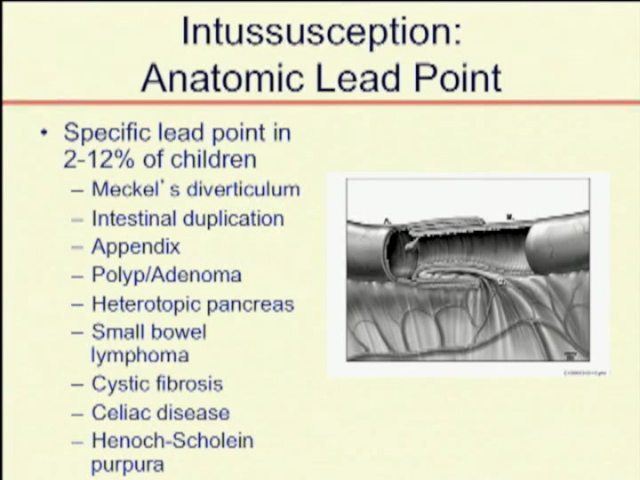 Intussusception:
Anatomic Lead Point
• Specific lead point in
2-12% of children
– Meckel's diverticulum
– Intestinal duplication
– Appendix
– Polyp/Adenoma
– Heterotopic pancreas
– Small bowel
lymphoma
– Cystic fibrosis
– Celiac disease
– Henoch-Scholein
purpura